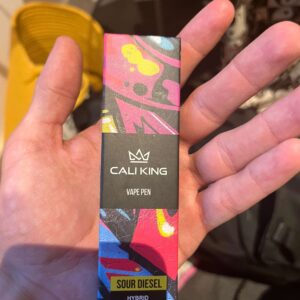 CALI KING
VAPE PEN
SOUR DIESEL
HYBRID